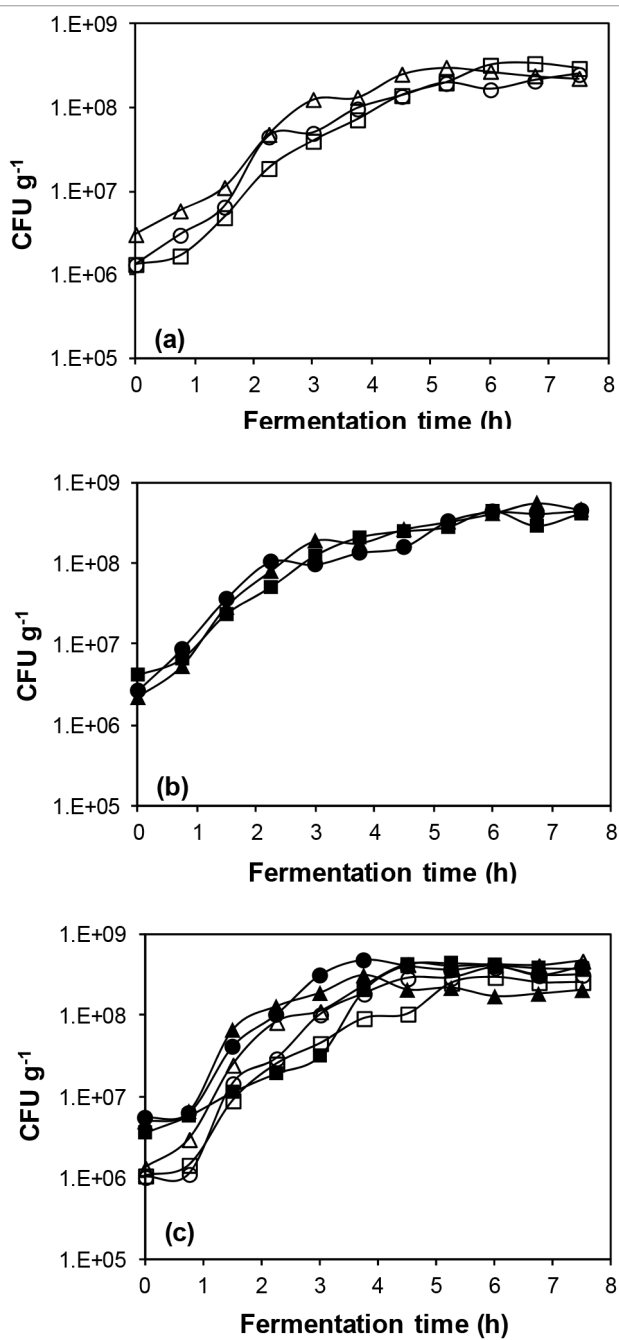 1.E+09
1.E+08
1.E+07
1.E+06
1.E+05
CFU g-1
(a)
0 1 2 3 4 5 6 7 8
Fermentation time (h)
1.E+09
1.E+08
1.E+07
1.E+06
1.E+05
CFU g-1
(b)
0 1 2 3 4 5 6 7 8
Fermentation time (h)
1.E+09
1.E+08
1.E+07
1.E+06
1.E+05
CFU g-1
(c)
0 1 2 3 4 5 6 7 8
Fermentation time (h)